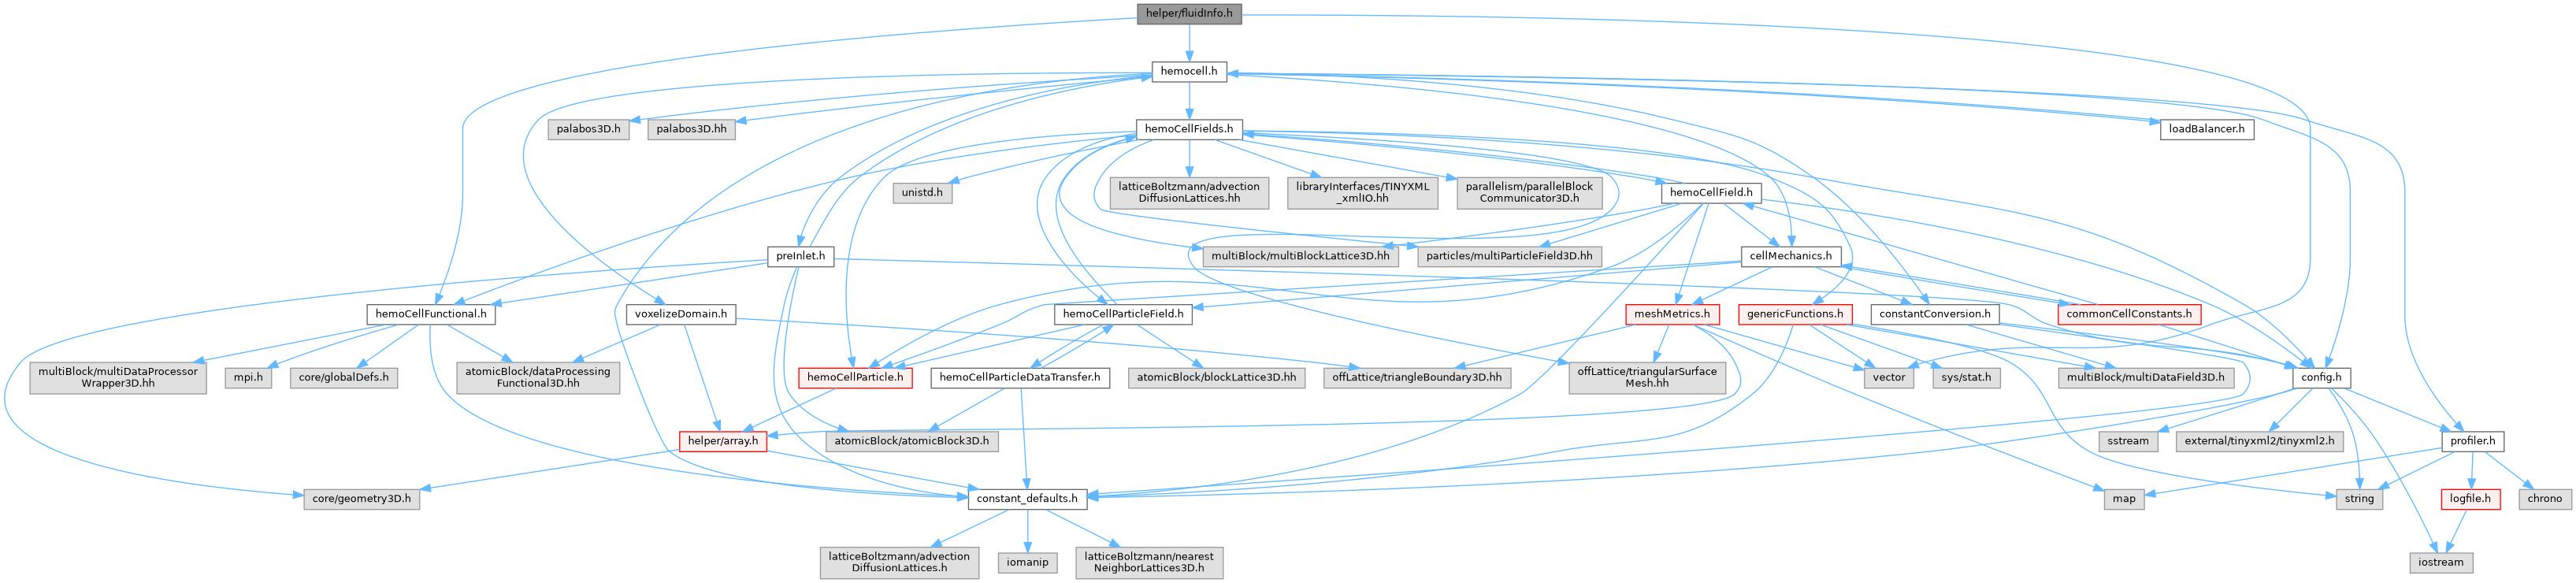 helper/fluidInfo.h
hemocell.h
palabos3D.h
palabos3D.hh
hemoCellFields.h
loadBalancer.h
unistd.h
latticeBoltzmann/advection
DiffusionLattices.hh
libraryInterfaces/TINYXML
_xmlIO.hh
parallelism/parallelBlock
Communicator3D.h
hemoCellField.h
preInlet.h
multiBlock/multiBlockLattice3D.hh
particles/multiParticleField3D.hh
cellMechanics.h
hemoCellFunctional.h
voxelizeDomain.h
hemoCellParticleField.h
meshMetrics.h
genericFunctions.h
constantConversion.h
commonCellConstants.h
multiBlock/multiDataProcessor
Wrapper3D.hh
mpi.h
core/globalDefs.h
atomicBlock/dataProcessing
Functional3D.hh
hemoCellParticle.h
hemoCellParticleDataTransfer.h
atomicBlock/blockLattice3D.hh
offLattice/triangleBoundary3D.hh
offLattice/triangularSurface
Mesh.hh
vector
sys/stat.h
multiBlock/multiDataField3D.h
config.h
helper/array.h
atomicBlock/atomicBlock3D.h
sstream
external/tinyxml2/tinyxml2.h
profiler.h
core/geometry3D.h
constant_defaults.h
map
string
logfile.h
chrono
latticeBoltzmann/advection
DiffusionLattices.h
iomanip
latticeBoltzmann/nearest
NeighborLattices3D.h
iostream